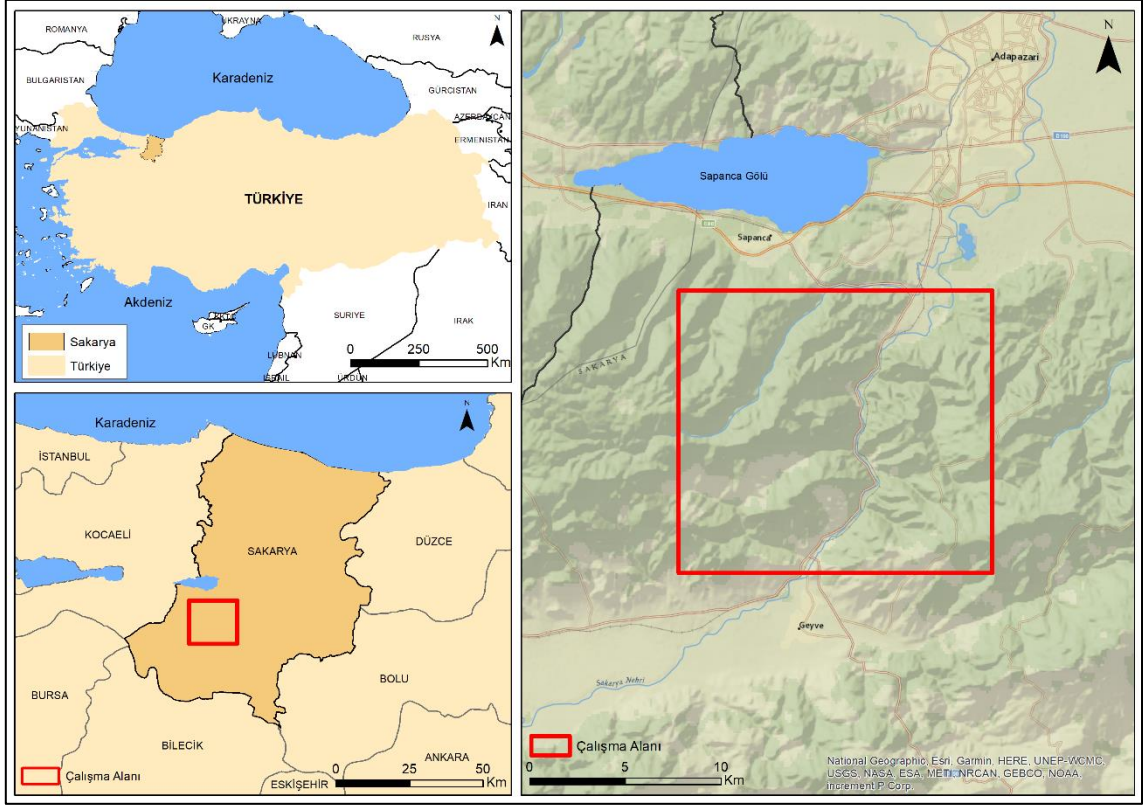 N
ROMANYA
UKRAYNA
RUSYA
BULGARİSTAN
Karadeniz
GÜRCİSTAN
AZERBAYCAN
ERMENİSTAN
YUNANİSTAN
TÜRKİYE
İRAN
Akdeniz
GK
SURİYE
IRAK
LÜBNAN
İSRAİL
ÜRDÜN
Sakarya
Türkiye
0 250 500
Km
Karadeniz
N
İSTANBUL
KOCAELİ
SAKARYA
DÜZCE
BURSA
BOLU
BİLECİK
ANKARA
ESKİŞEHİR
Çalışma Alanı
0 25 50
Km
N
Adapazari
Sapanca Gölü
Sapanca
SAKARYA
Geyve
Sakarya Nehri
Çalışma Alanı
0 5 10
Km
National Geographic, Esri, Garmin, HERE, UNEP-WCMC,
USGS, NASA, ESA, METI, NRCAN, GEBCO, NOAA,
increment P Corp.